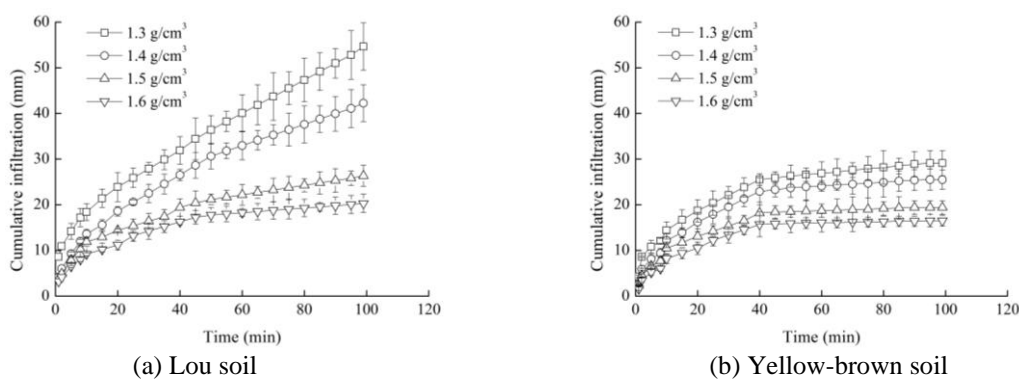 60
50
40
30
20
10
0
Cumulative infiltration (mm)
1.3 g/cm³
1.4 g/cm³
1.5 g/cm³
1.6 g/cm³
0 20 40 60 80 100 120
Time (min)
(a) Lou soil
60
50
40
30
20
10
0
Cumulative infiltration (mm)
1.3 g/cm³
1.4 g/cm³
1.5 g/cm³
1.6 g/cm³
0 20 40 60 80 100 120
Time (min)
(b) Yellow-brown soil